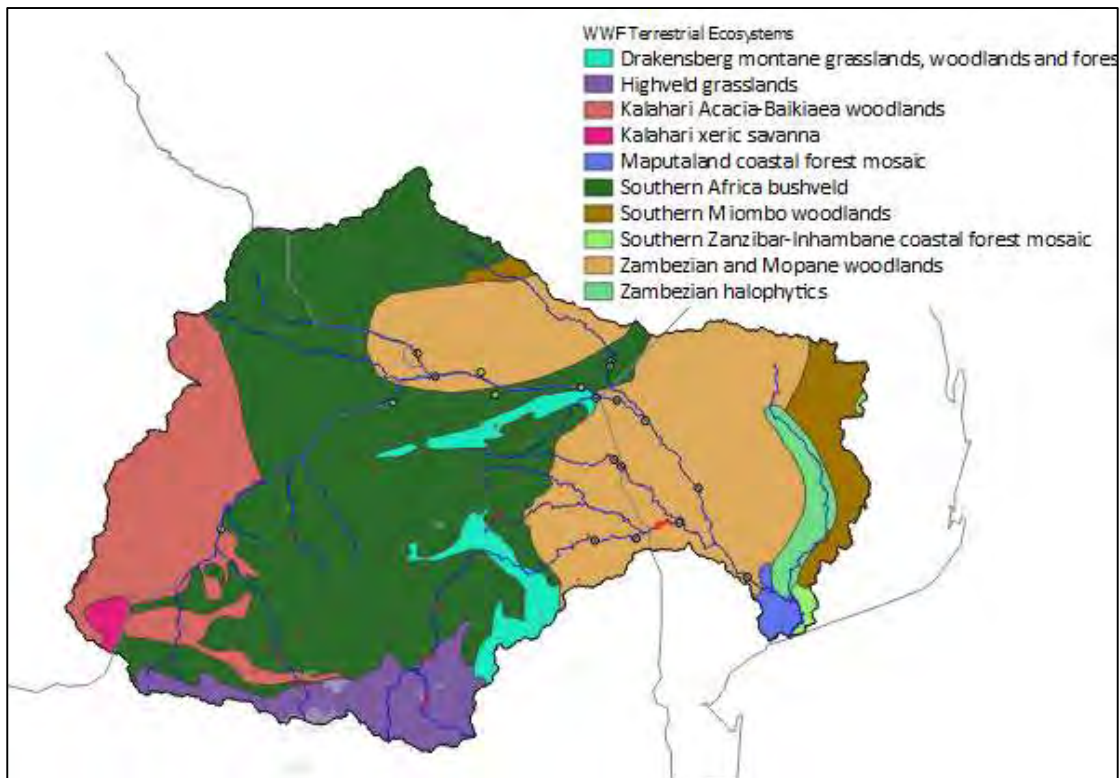 WWF Terrestrial Ecosystems
Drakensberg montane grasslands, woodlands and fores
Highveld grasslands
Kalahari Acacia-Baikiaea woodlands
Kalahari xeric savanna
Maputaland coastal forest mosaic
Southern Africa bushveld
Southern Miombo woodlands
Southern Zanzibar-Inhambane coastal forest mosaic
Zambezian and Mopane woodlands
Zambezian halophytics